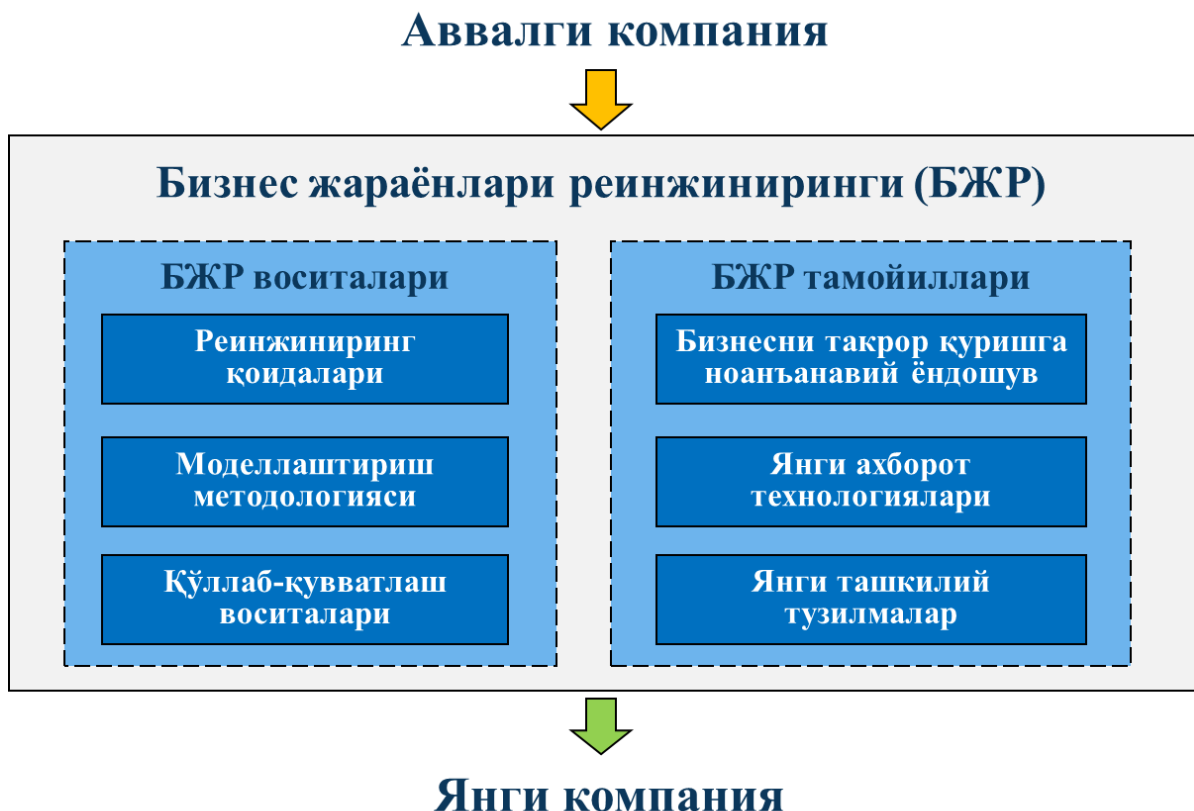 Аввалги компания
Бизнес жараёнлари реинжиниринги (БЖР)
БЖР воситалари
Реинжиниринг
қоидалари
Моделлаштириш
методологияси
Қўллаб-қувватлаш
воситалари
БЖР тамойиллари
Бизнесни такрор қуришга
ноанъанавий ёндошув
Янги ахборот
технологиялари
Янги ташкилий
тузилмалар
Янги компания